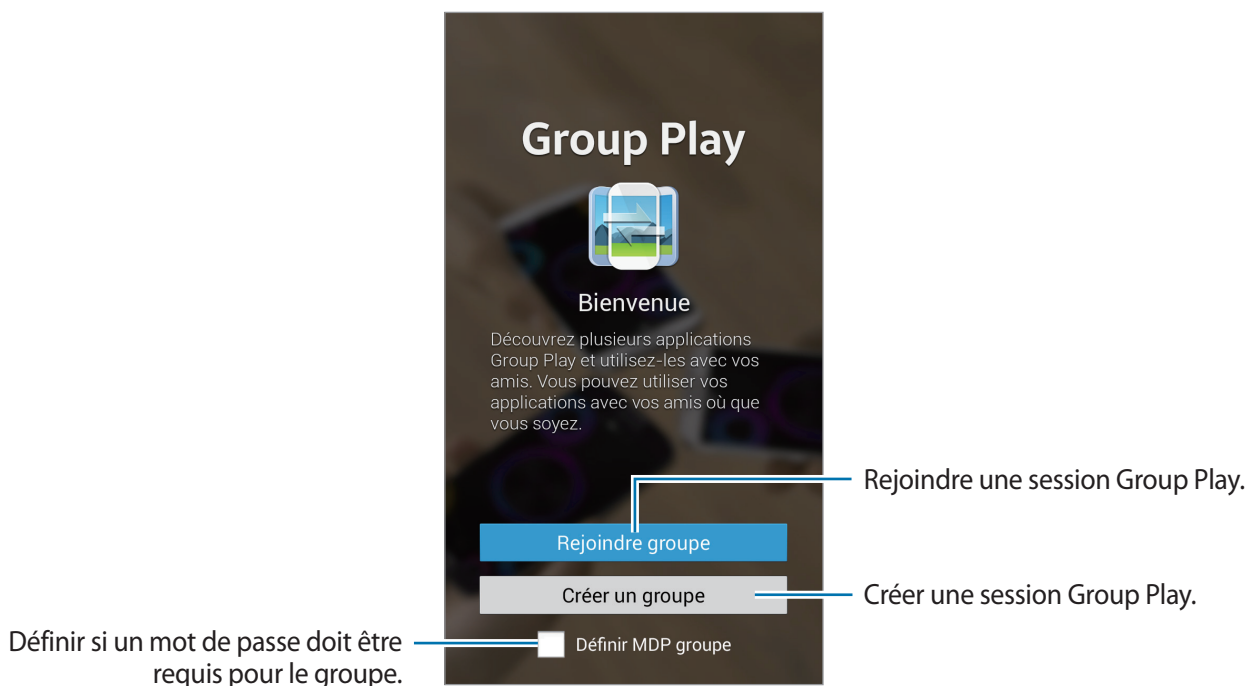 Group Play
Bienvenue
Découvrez plusieurs applications
Group Play et utilisez-les avec vos
amis. Vous pouvez utiliser vos
applications avec vos amis où que
vous soyez.
Rejoindre une session Group Play.
Rejoindre groupe
Créer un groupe
Créer une session Group Play.
Définir si un mot de passe doit être
requis pour le groupe.
Définir MDP groupe